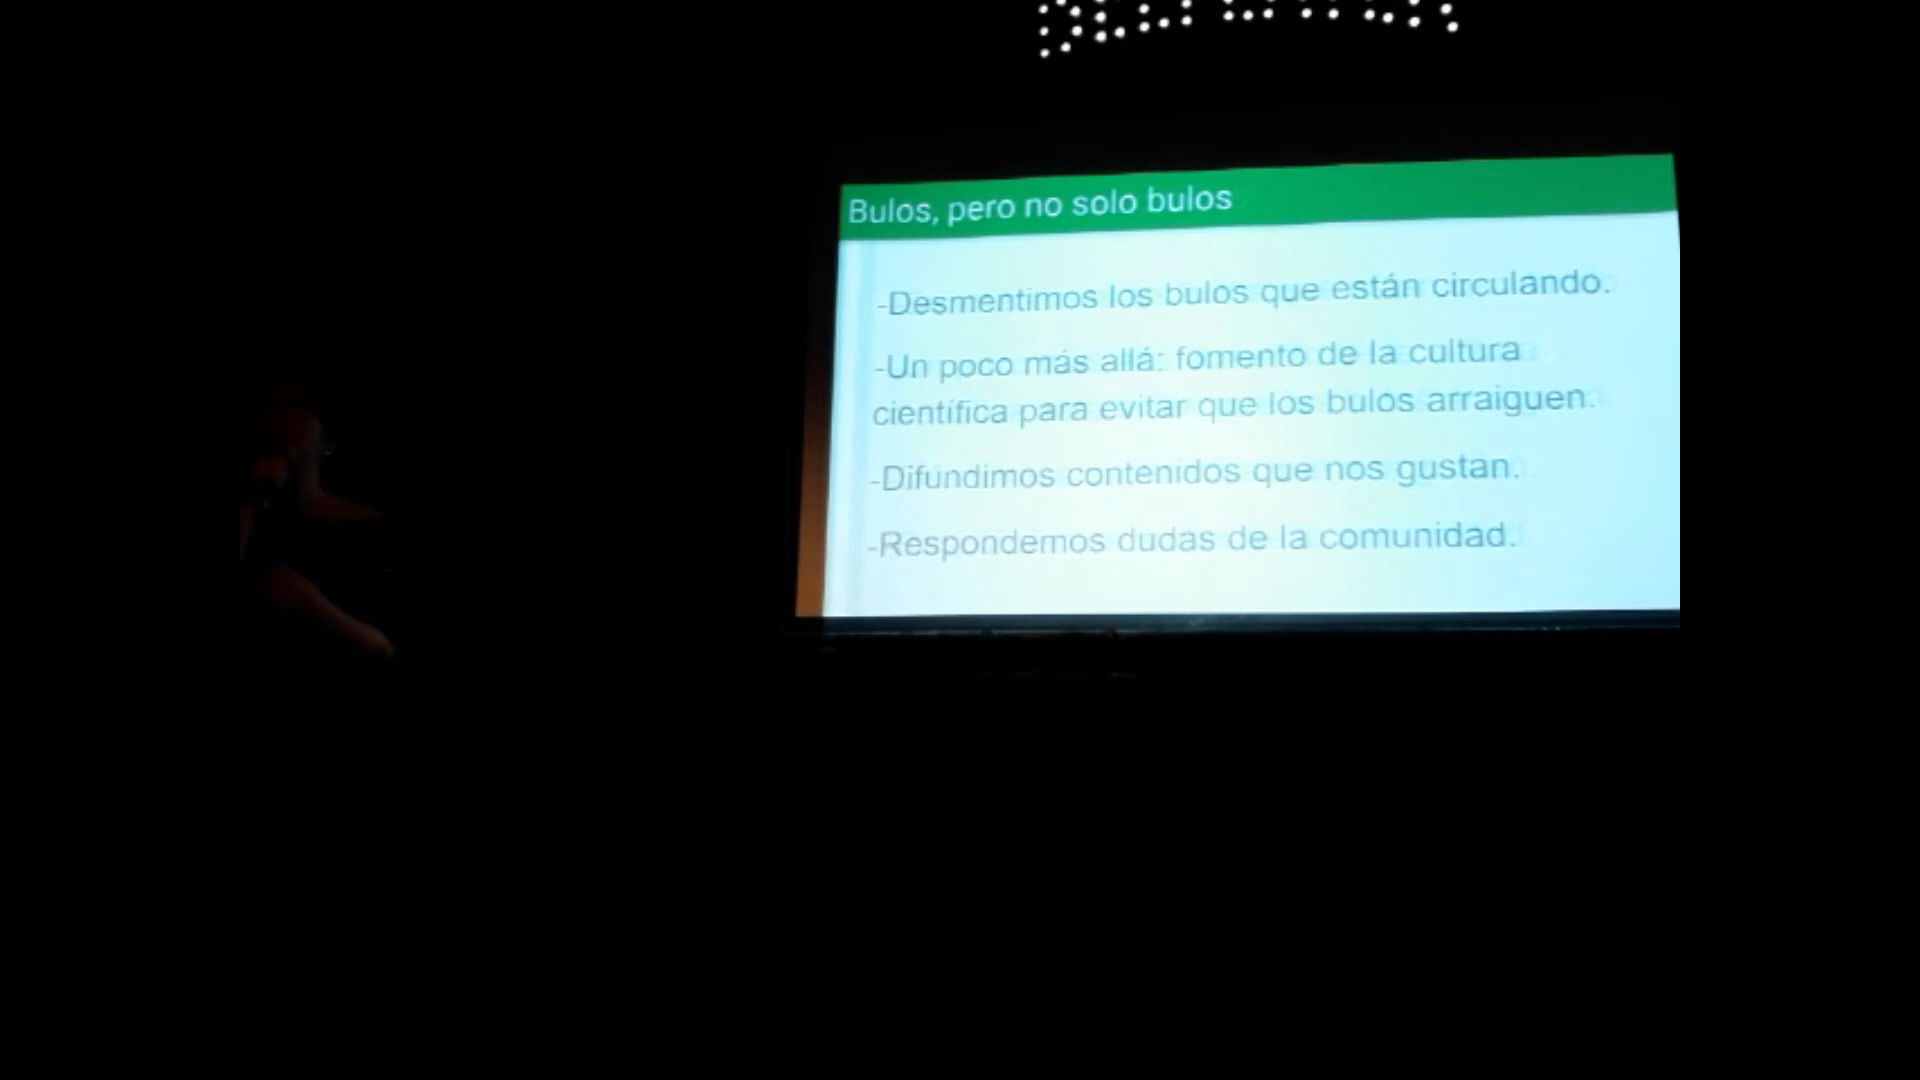 Bulos, pero no solo bulos
-Desmentimos los bulos que están circulando.
-Un poco más allá: fomento de la cultura
científica para evitar que los bulos arraiguen.
-Difundimos contenidos que nos gustan.
-Respondemos dudas de la comunidad.